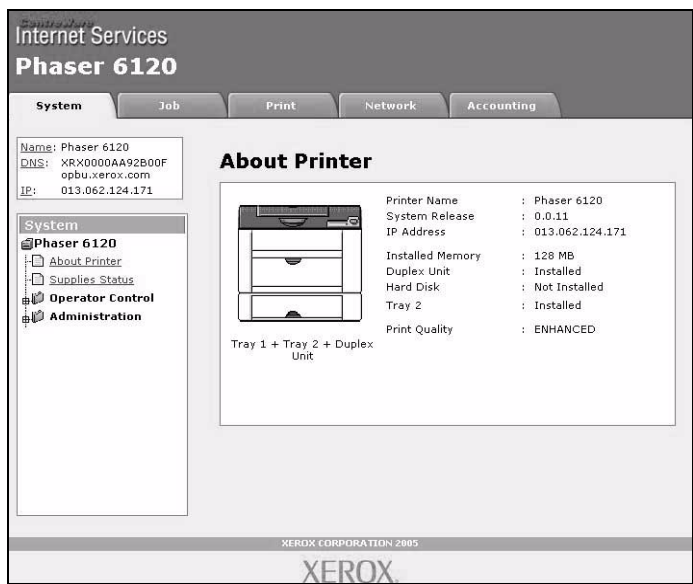 CentreWare
Internet Services
Phaser 6120
System
Job
Print
Network
Accounting
Name: Phaser 6120
DNS: XRX0000AA92B00F
opbu.xerox.com
IP: 013.062.124.171
System
Phaser 6120
About Printer
Supplies Status
Operator Control
Administration
About Printer
Tray 1 + Tray 2 + Duplex
Unit
Printer Name : Phaser 6120
System Release : 0.0.11
IP Address : 013.062.124.171
Installed Memory : 128 MB
Duplex Unit : Installed
Hard Disk : Not Installed
Tray 2 : Installed
Print Quality : ENHANCED
XEROX CORPORATION 2005
XEROX.